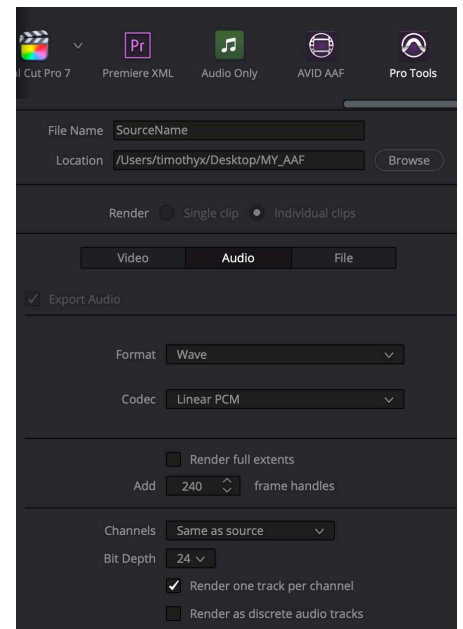 Pr
al Cut Pro 7 Premiere XML Audio Only AVID AAF Pro Tools
File Name SourceName
Location /Users/timothyx/Desktop/MY_AAF Browse
Render Single clip Individual clips
Video Audio File
Export Audio
Format Wave
Codec Linear PCM
Render full extents
Add 240 frame handles
Channels Same as source
Bit Depth 24
Render one track per channel
Render as discrete audio tracks